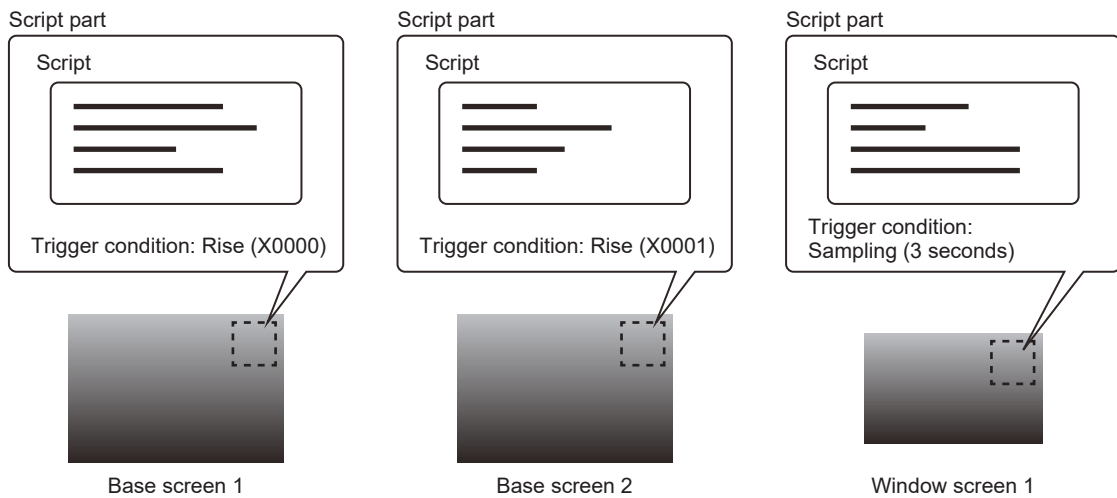 Script part
Script
Trigger condition: Rise (X0000)
Base screen 1
Script part
Script
Trigger condition: Rise (X0001)
Base screen 2
Script part
Script
Trigger condition:
Sampling (3 seconds)
Window screen 1